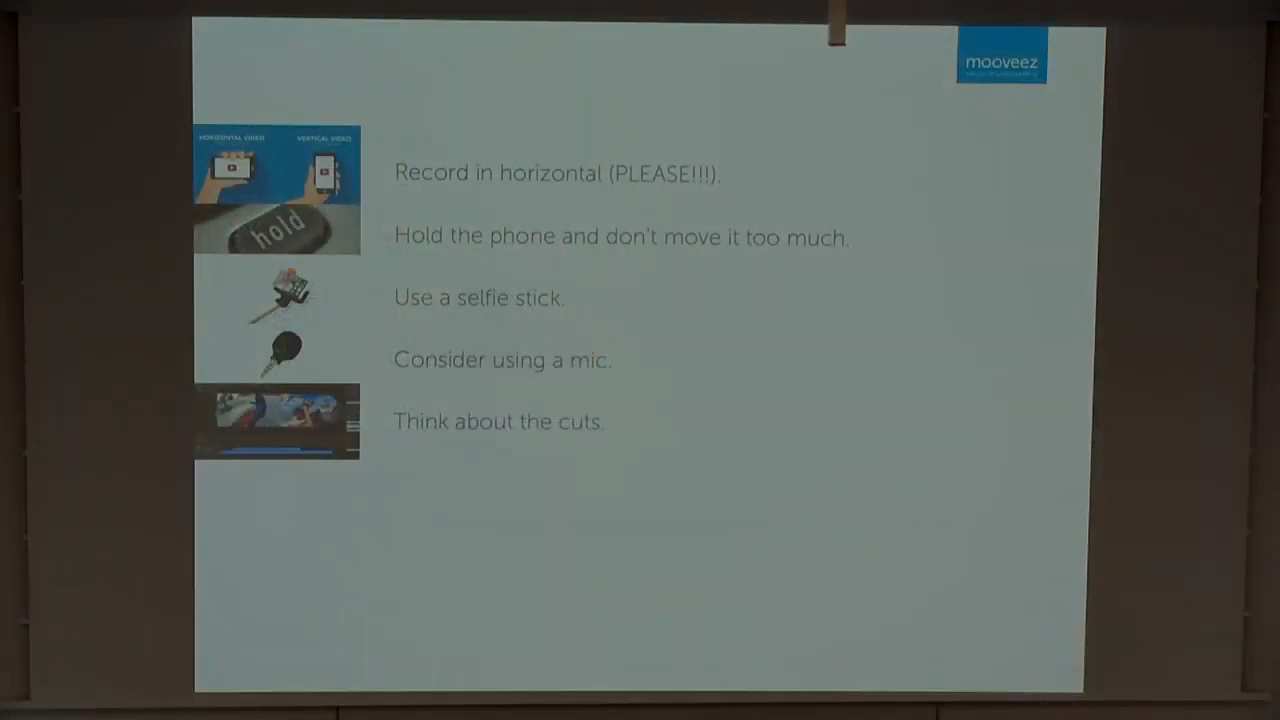 mooveez
HORIZONTAL VIDEO
VERTICAL VIDEO
Record in horizontal (PLEASE!!!).
hold
Hold the phone and don't move it too much.
Use a selfie stick.
Consider using a mic.
Think about the cuts.